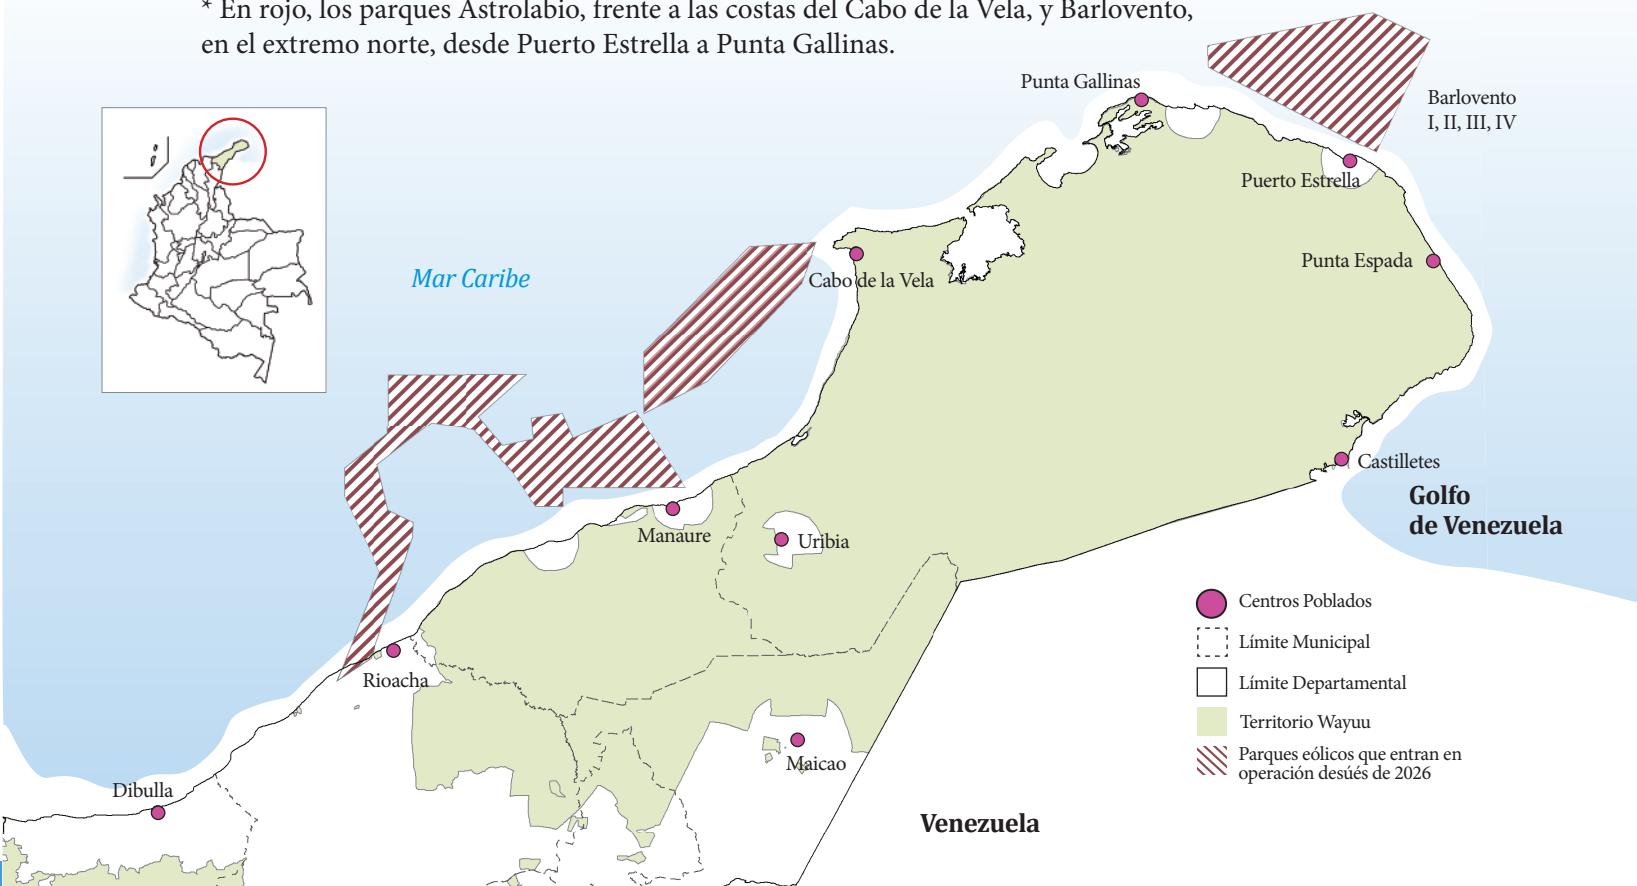 * En rojo, los parques Astrolabio, frente a las costas del Cabo de la Vela, y Barlovento,
en el extremo norte, desde Puerto Estrella a Punta Gallinas.
Punta Gallinas
Barlovento
I, II, III, IV
Puerto Estrella
Punta Espada
Mar Caribe
Cabo de la Vela
Castilletes
Golfo
de Venezuela
Manaure
Uribia
Rioacha
Maicao
Dibulla
Venezuela
Centros Poblados
Límite Municipal
Límite Departamental
Territorio Wayuu
Parques eólicos que entran en
operación desúés de 2026